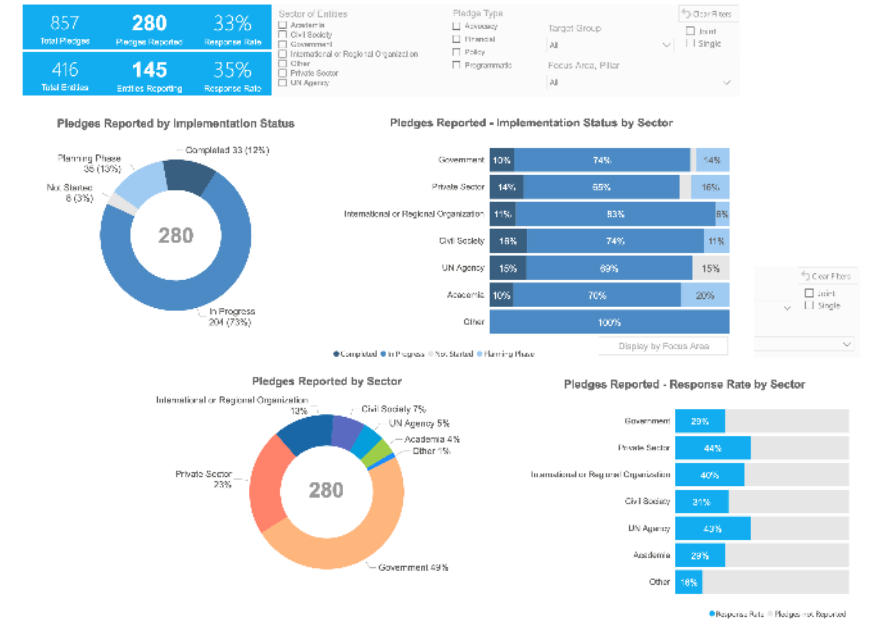 857
Total Pledges
280
Pledges Reported
33%
Response Rate
416
Total Entities
145
Entities Reporting
35%
Response Rate
Sector of Entities
Academia
Civil Society
Government
International or Regional Organization
Other
Private Sector
UN Agency
Pledge Type
Advocacy
Financial
Policy
Programmatic
Target Group
All
Focus Area, Pillar
All
Clear Filters
Joint
Single
Pledges Reported by Implementation Status
Completed 33 (12%)
Planning Phase
35 (13%)
Not Started
8 (3%)
280
In Progress
204 (73%)
Pledges Reported - Implementation Status by Sector
Government 10% 74% 14%
Private Sector 14% 65% 16%
International or Regional Organization 11% 83% 6%
Civil Society 16% 74% 11%
UN Agency 15% 69% 15%
Academia 10% 70% 20%
Other 100%
Display by Focus Area
Completed In Progress Not Started Planning Phase
Clear Filters
Joint
Single
Pledges Reported by Sector
International or Regional Organization
13%
Civil Society 7%
UN Agency 5%
Academia 4%
Other 1%
Private Sector
23%
280
Government 49%
Pledges Reported - Response Rate by Sector
Government 29%
Private Sector 44%
International or Regional Organization 40%
Civil Society 31%
UN Agency 43%
Academia 29%
Other 16%
Response Rate Pledges not Reported